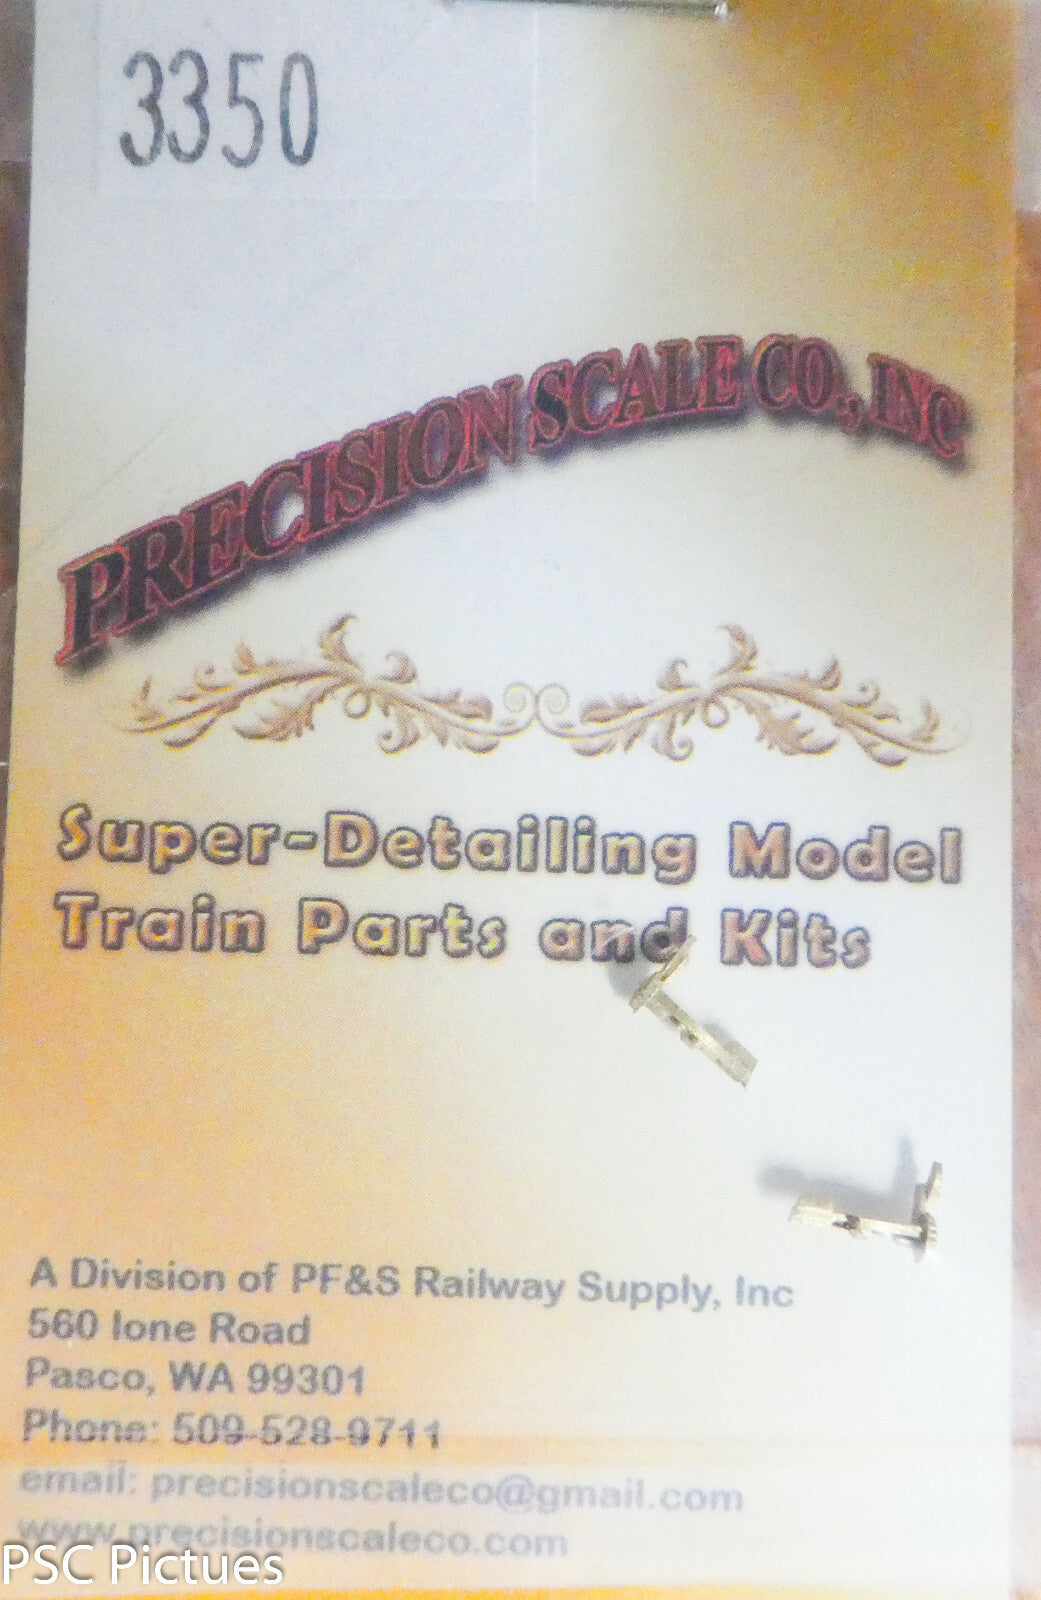 3350
PRECISION SCALE CO., INC
Super-Detailing Model
Train Parts and Kits
A Division of PF&S Railway Supply, Inc
560 Ione Road
Pasco, WA 99301
Phone: 509-528-9711
email: precisionscaleco@gmail.com
www.precisionscaleco.com
PSC Pictues